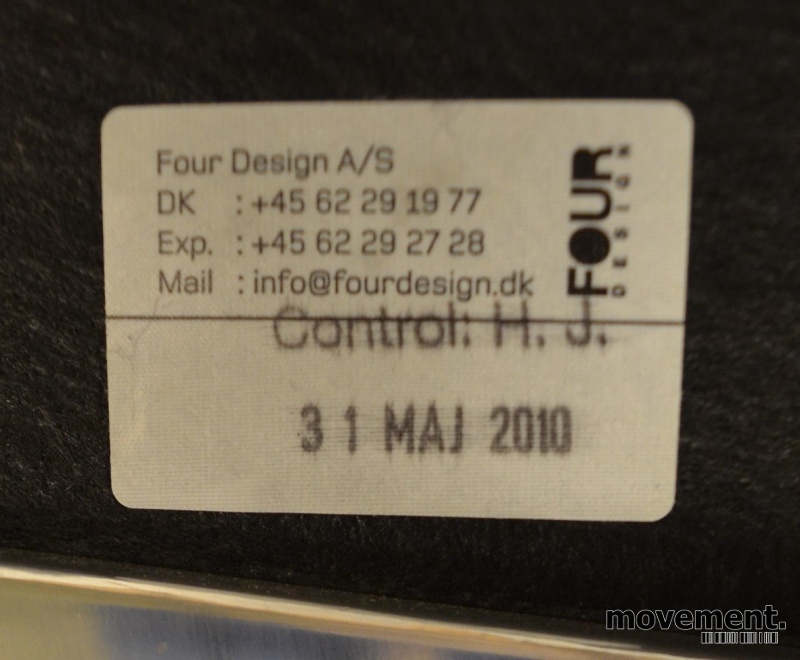 Four Design A/S
DK : +45 62 29 19 77
Exp. : +45 62 29 27 28
Mail : info@fourdesign.dk
FOUR
DESIGN
Control: H. J.
31 MAJ 2010
movement.